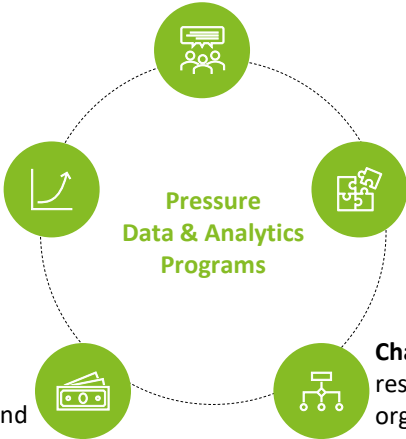 Pressure
Data & Analytics
Programs
Cha
res
nd
org